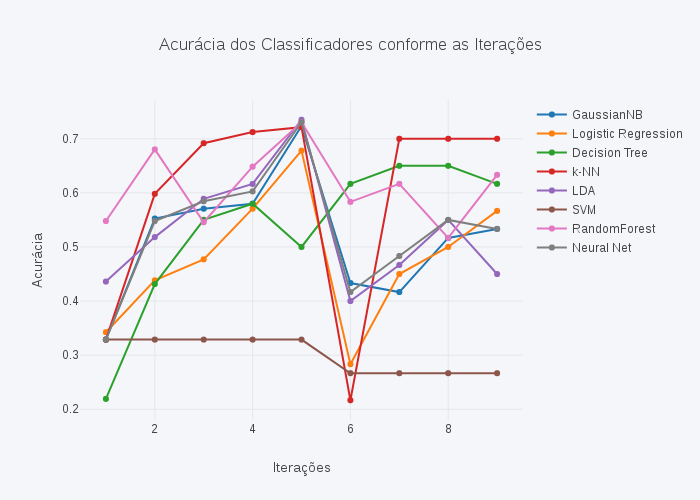 Acurácia dos Classificadores conforme as Iterações
GaussianNB
Logistic Regression
Decision Tree
k-NN
LDA
SVM
RandomForest
Neural Net
Acurácia
0.7
0.6
0.5
0.4
0.3
0.2
2 4 6 8
Iterações